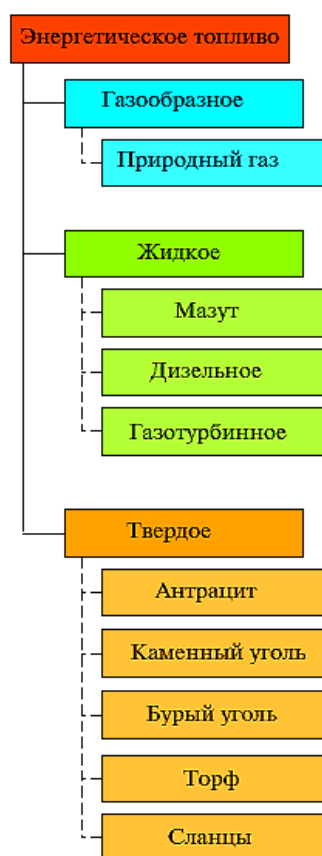 Энергетическое топливо
Газообразное
Природный газ
Жидкое
Мазут
Дизельное
Газотурбинное
Твердое
Антрацит
Каменный уголь
Бурый уголь
Торф
Сланцы